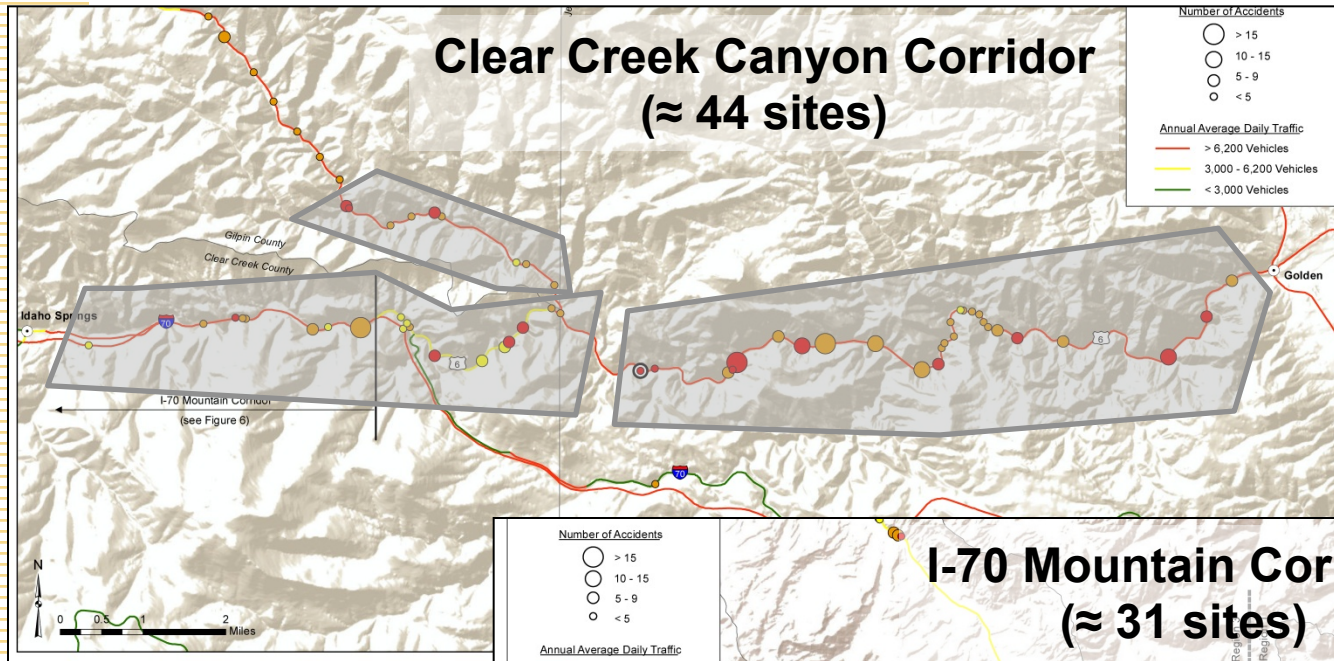 Clear Creek Canyon Corridor
(≈ 44 sites)
Number of Accidents
> 15
10 - 15
5 - 9
< 5
Annual Average Daily Traffic
> 6,200 Vehicles
3,000 - 6,200 Vehicles
< 3,000 Vehicles
Gilpin County
Clear Creek County
Golden
Idaho Springs
70
6
6
I-70 Mountain Corridor
(see Figure 6)
70
N
0 0.5 1 2
Miles
Number of Accidents
> 15
10 - 15
5 - 9
< 5
Annual Average Daily Traffic
I-70 Mountain Cor
(≈ 31 sites)
Region
Region